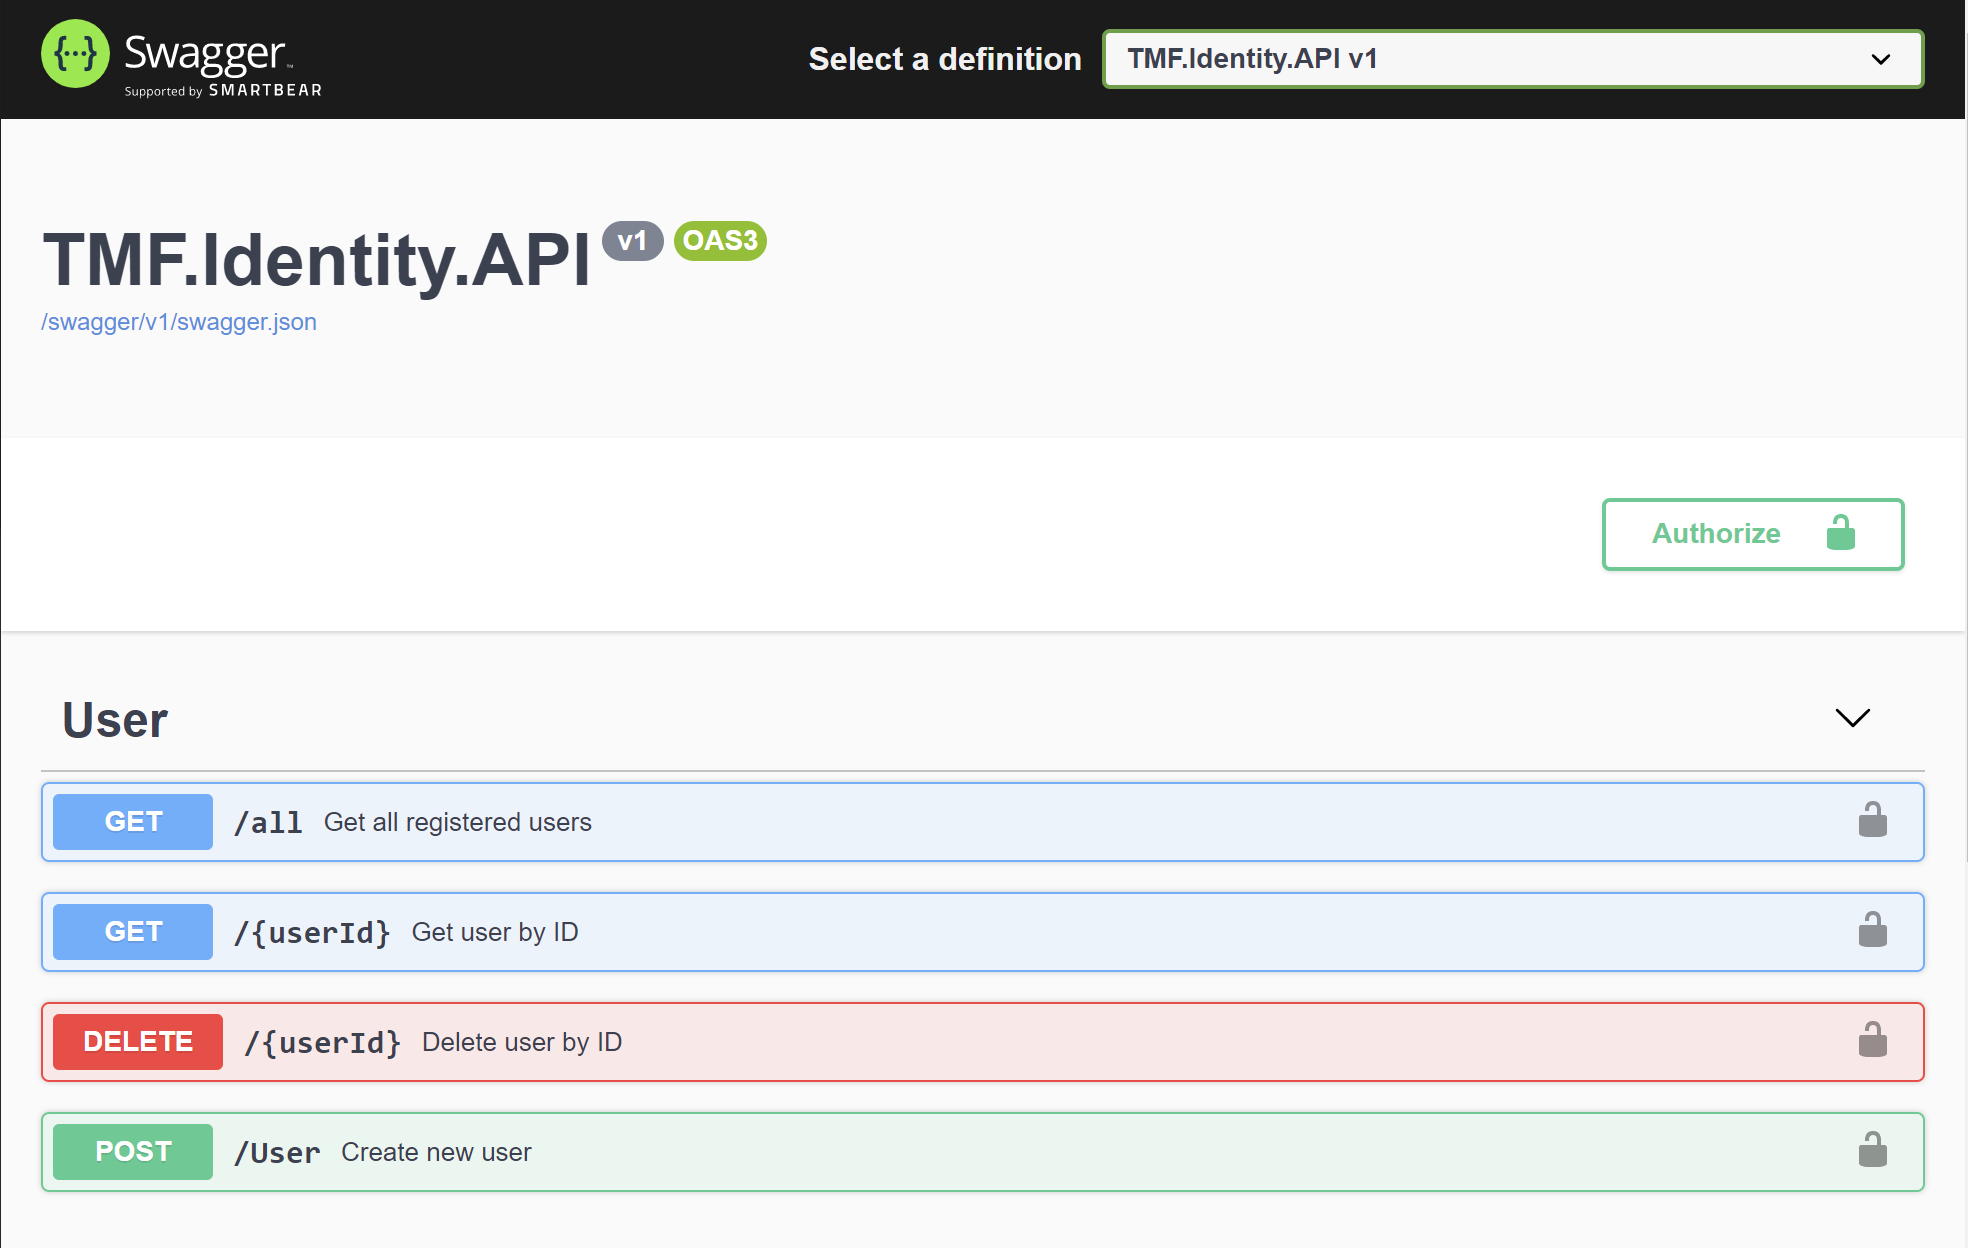 {···} Swagger™
Supported by SMARTBEAR
Select a definition
TMF.Identity.API v1
TMF.Identity.API v1 OAS3
/swagger/v1/swagger.json
Authorize
User
GET /all Get all registered users
GET /{userId} Get user by ID
DELETE /{userId} Delete user by ID
POST /User Create new user